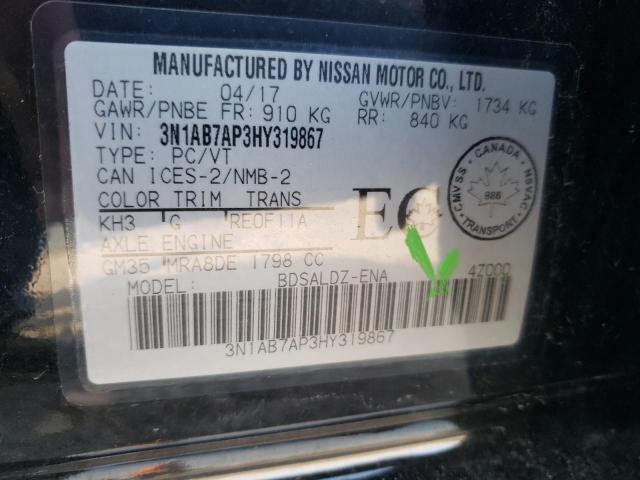 MANUFACTURED BY NISSAN MOTOR CO., LTD.
DATE: 04/17 GVWR/PNBV: 1734 KG
GAWR/PNBE FR: 910 KG RR: 840 KG
VIN: 3N1AB7AP3HY319867
TYPE: PC/VT
CAN ICES-2/NMB-2
COLOR TRIM TRANS
KH3 G RE0F11A
AXLE ENGINE
GM35 MRA8DE 1798 CC
MODEL: BDSALDZ-ENA 4Z000
3N1AB7AP3HY319867
EC
CMVSS CANADA NSVAC
986
TRANSPORT